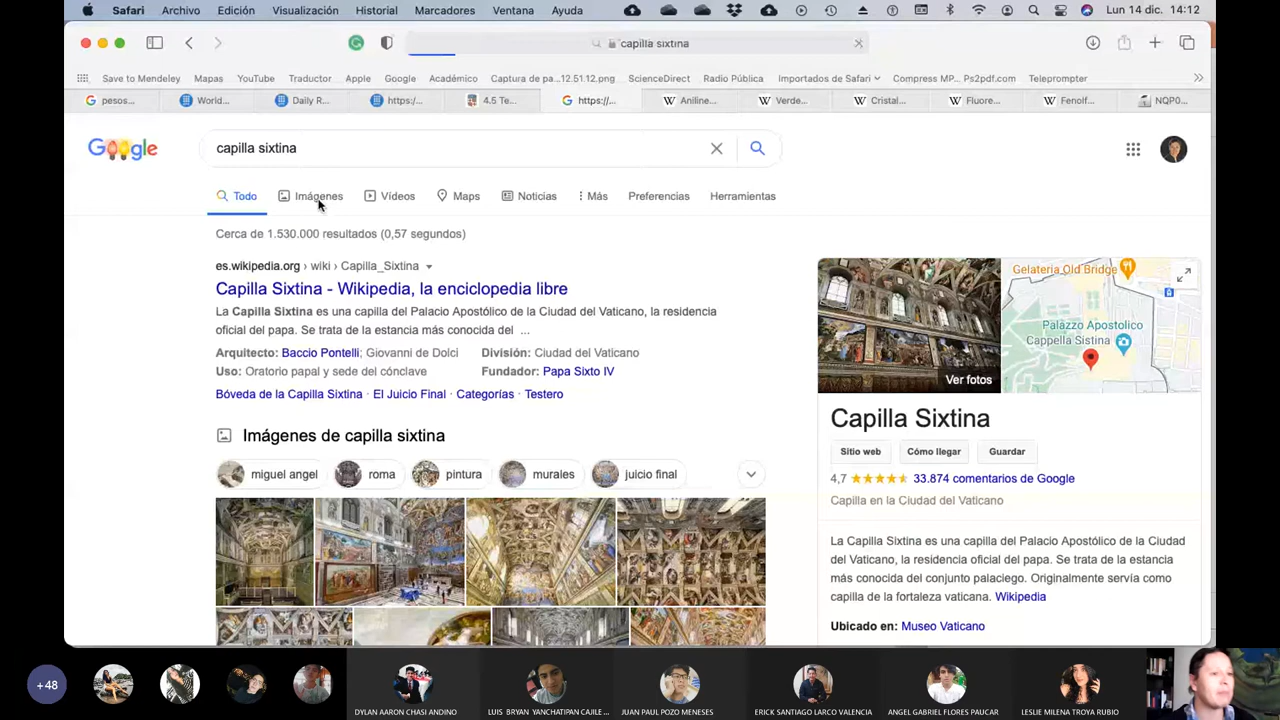 Safari Archivo Edición Visualización Historial Marcadores Ventana Ayuda Lun 14 dic. 14:12
capilla sixtina
Save to Mendeley Mapas YouTube Traductor Apple Google Académico Captura de pa...12.51.12.png ScienceDirect Radio Pública Importados de Safari Compress MP... Ps2pdf.com Teleprompter
pesos... World... Daily R... https:/... 4.5 Te... https://... Aniline... Verde... Cristal... Fluore... Fenolf... NQP0...
Google
capilla sixtina
Todo Imágenes Vídeos Maps Noticias Más Preferencias Herramientas
Cerca de 1.530.000 resultados (0,57 segundos)
es.wikipedia.org › wiki › Capilla_Sixtina
Capilla Sixtina - Wikipedia, la enciclopedia libre
La Capilla Sixtina es una capilla del Palacio Apostólico de la Ciudad del Vaticano, la residencia
oficial del papa. Se trata de la estancia más conocida del ...
Arquitecto: Baccio Pontelli; Giovanni de Dolci División: Ciudad del Vaticano
Uso: Oratorio papal y sede del cónclave Fundador: Papa Sixto IV
Bóveda de la Capilla Sixtina · El Juicio Final · Categorías · Testero
Imágenes de capilla sixtina
miguel angel roma pintura murales juicio final
Gelateria Old Bridge
Palazzo Apostolico
Cappella Sistina
Ver fotos
Capilla Sixtina
Sitio web Cómo llegar Guardar
4,7 33.874 comentarios de Google
Capilla en la Ciudad del Vaticano
La Capilla Sixtina es una capilla del Palacio Apostólico de la Ciudad
del Vaticano, la residencia oficial del papa. Se trata de la estancia
más conocida del conjunto palaciego. Originalmente servía como
capilla de la fortaleza vaticana. Wikipedia
Ubicado en: Museo Vaticano
+48
DYLAN AARON CHASI ANDINO LUIS BRYAN YANCHATIPAN CAJILE... JUAN PAUL POZO MENESES ERICK SANTIAGO LARCO VALENCIA ANGEL GABRIEL FLORES PAUCAR LESLIE MILENA TROYA RUBIO